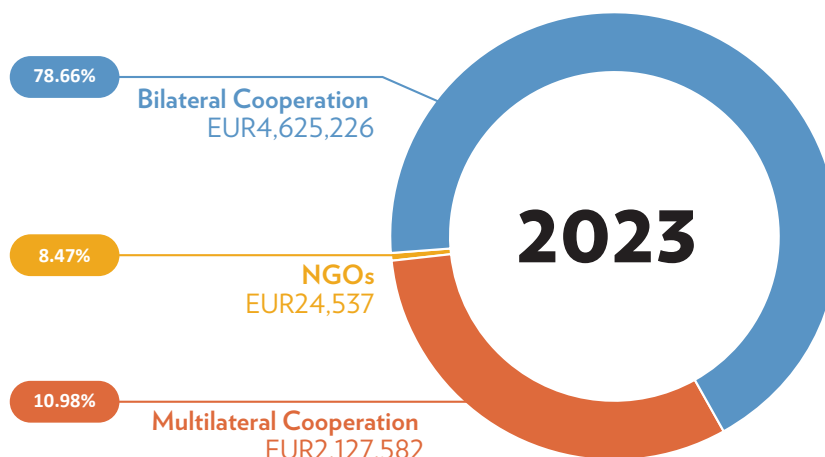 78.66%
Bilateral Cooperation
EUR4,625,226
2023
8.47%
NGOs
EUR24,537
10.98%
Multilateral Cooperation
EUR2,127,582